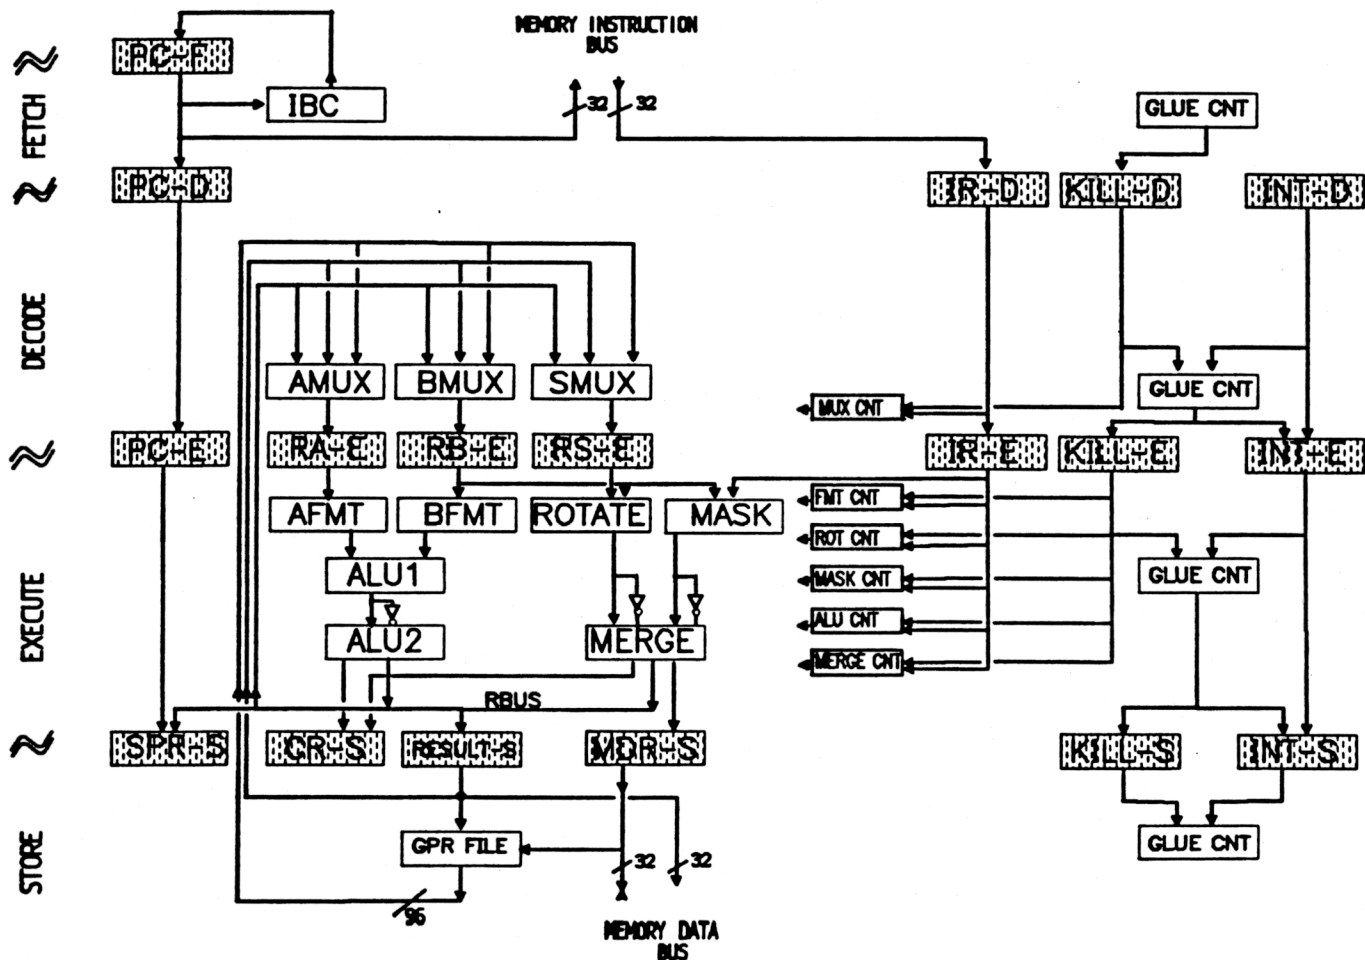 MEMORY INSTRUCTION
BUS
PC-F
FETCH
IBC
32
32
GLUE CNT
PC-D
IR-D
KILL-D
INT-D
DECODE
AMUX
BMUX
SMUX
GLUE CNT
MUX CNT
PC-E
RA-E
RB-E
RS-E
IR-E
KILL-E
INT-E
AFMT
BFMT
ROTATE
MASK
FMT CNT
ROT CNT
EXECUTE
ALU1
MASK CNT
GLUE CNT
ALU2
MERGE
ALU CNT
MERGE CNT
RBUS
SPR-S
CR-S
RESULT-S
MDR-S
KILL-S
INT-S
STORE
GPR FILE
32
32
GLUE CNT
96
MEMORY DATA
BUS